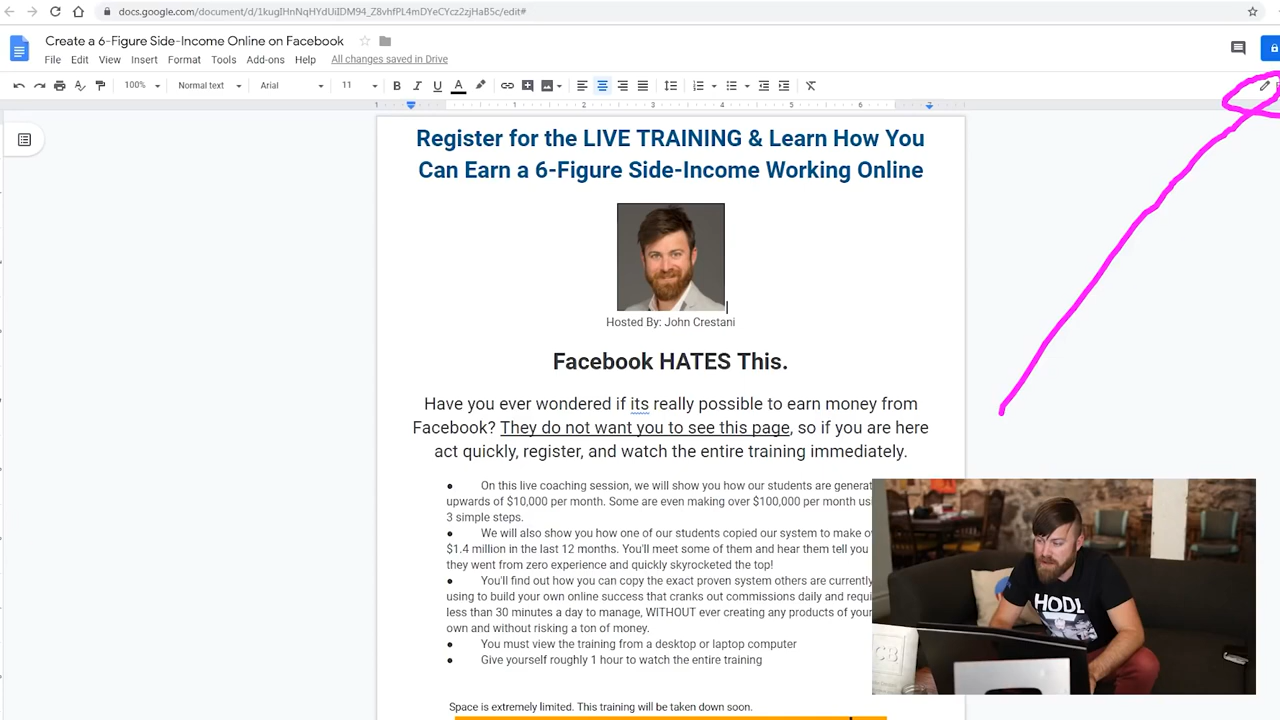 docs.google.com/document/d/1kugIHnNqHYdUiIDM94_Z8vhfPL4mDYeCYcz2zjHaB5c/edit#
Create a 6-Figure Side-Income Online on Facebook
File Edit View Insert Format Tools Add-ons Help All changes saved in Drive
100% Normal text Arial 11 B I U A
1 1 2 3 4 5 6
Register for the LIVE TRAINING & Learn How You
Can Earn a 6-Figure Side-Income Working Online
Hosted By: John Crestani
Facebook HATES This.
Have you ever wondered if its really possible to earn money from
Facebook? They do not want you to see this page, so if you are here
act quickly, register, and watch the entire training immediately.
● On this live coaching session, we will show you how our students are generat
upwards of $10,000 per month. Some are even making over $100,000 per month us
3 simple steps.
● We will also show you how one of our students copied our system to make o
$1.4 million in the last 12 months. You'll meet some of them and hear them tell you
they went from zero experience and quickly skyrocketed the top!
● You'll find out how you can copy the exact proven system others are currently
using to build your own online success that cranks out commissions daily and requi
less than 30 minutes a day to manage, WITHOUT ever creating any products of your
own and without risking a ton of money.
● You must view the training from a desktop or laptop computer
● Give yourself roughly 1 hour to watch the entire training
Space is extremely limited. This training will be taken down soon.
HODL